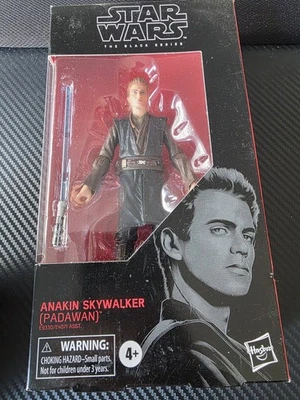 STAR
WARS
THE BLACK SERIES
ANAKIN SKYWALKER
(PADAWAN)™
WARNING:
CHOKING HAZARD–Small parts.
Not for children under 3 years.
4+
Hasbro